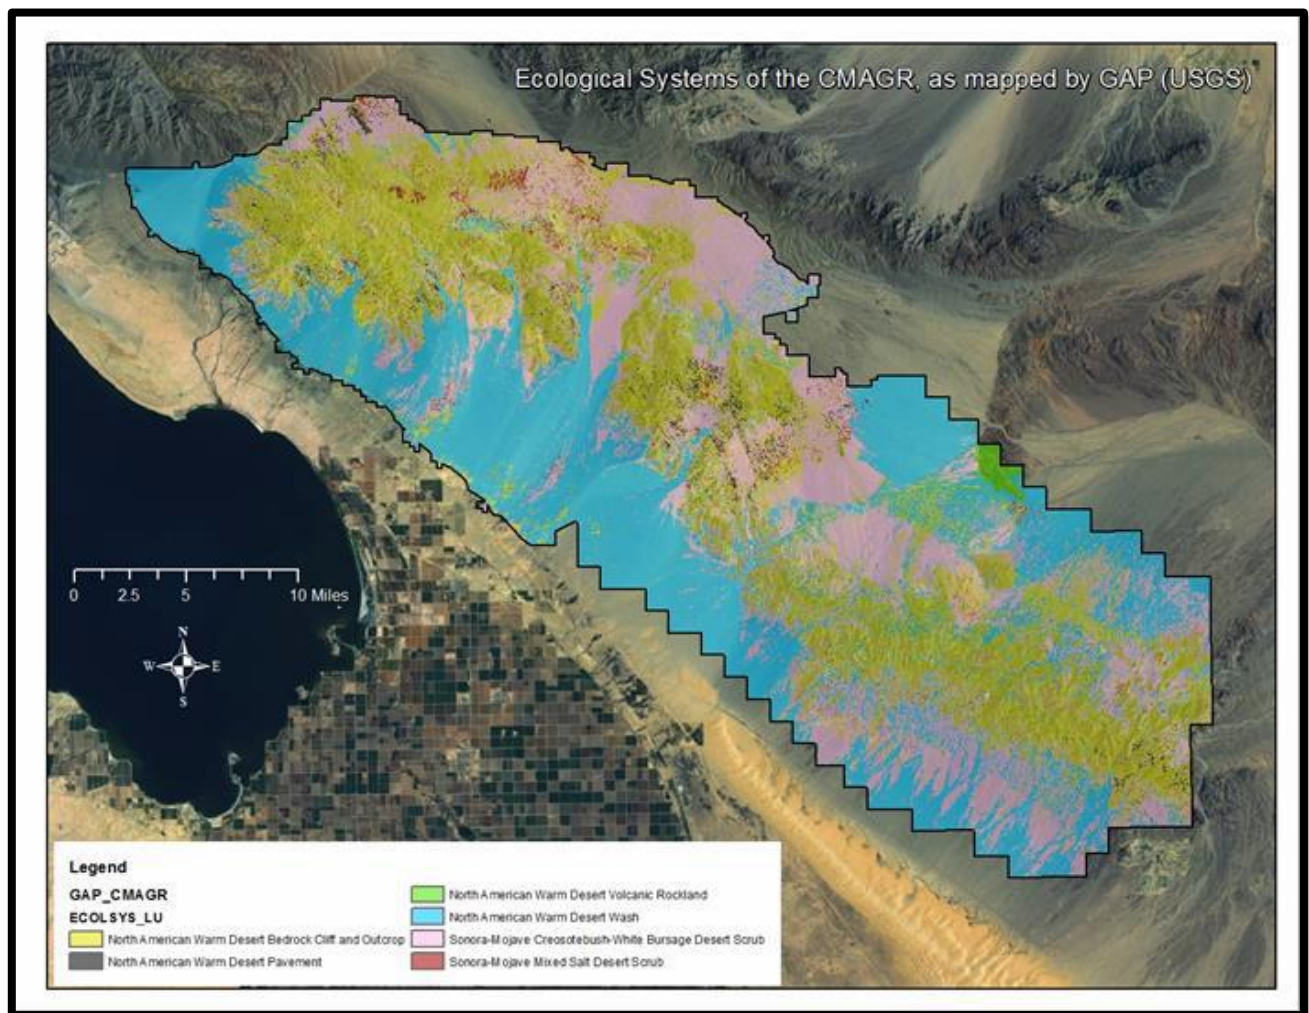 Ecological Systems of the CMAGR, as mapped by GAP (USGS)
0 2.5 5 10 Miles
N
W E
S
Legend
GAP_CMAGR
ECOLSYS_LU
North American Warm Desert Bedrock Cliff and Outcrop
North American Warm Desert Pavement
North American Warm Desert Volcanic Rockland
North American Warm Desert Wash
Sonora-Mojave Creosotebush-White Bursage Desert Scrub
Sonora-Mojave Mixed Salt Desert Scrub